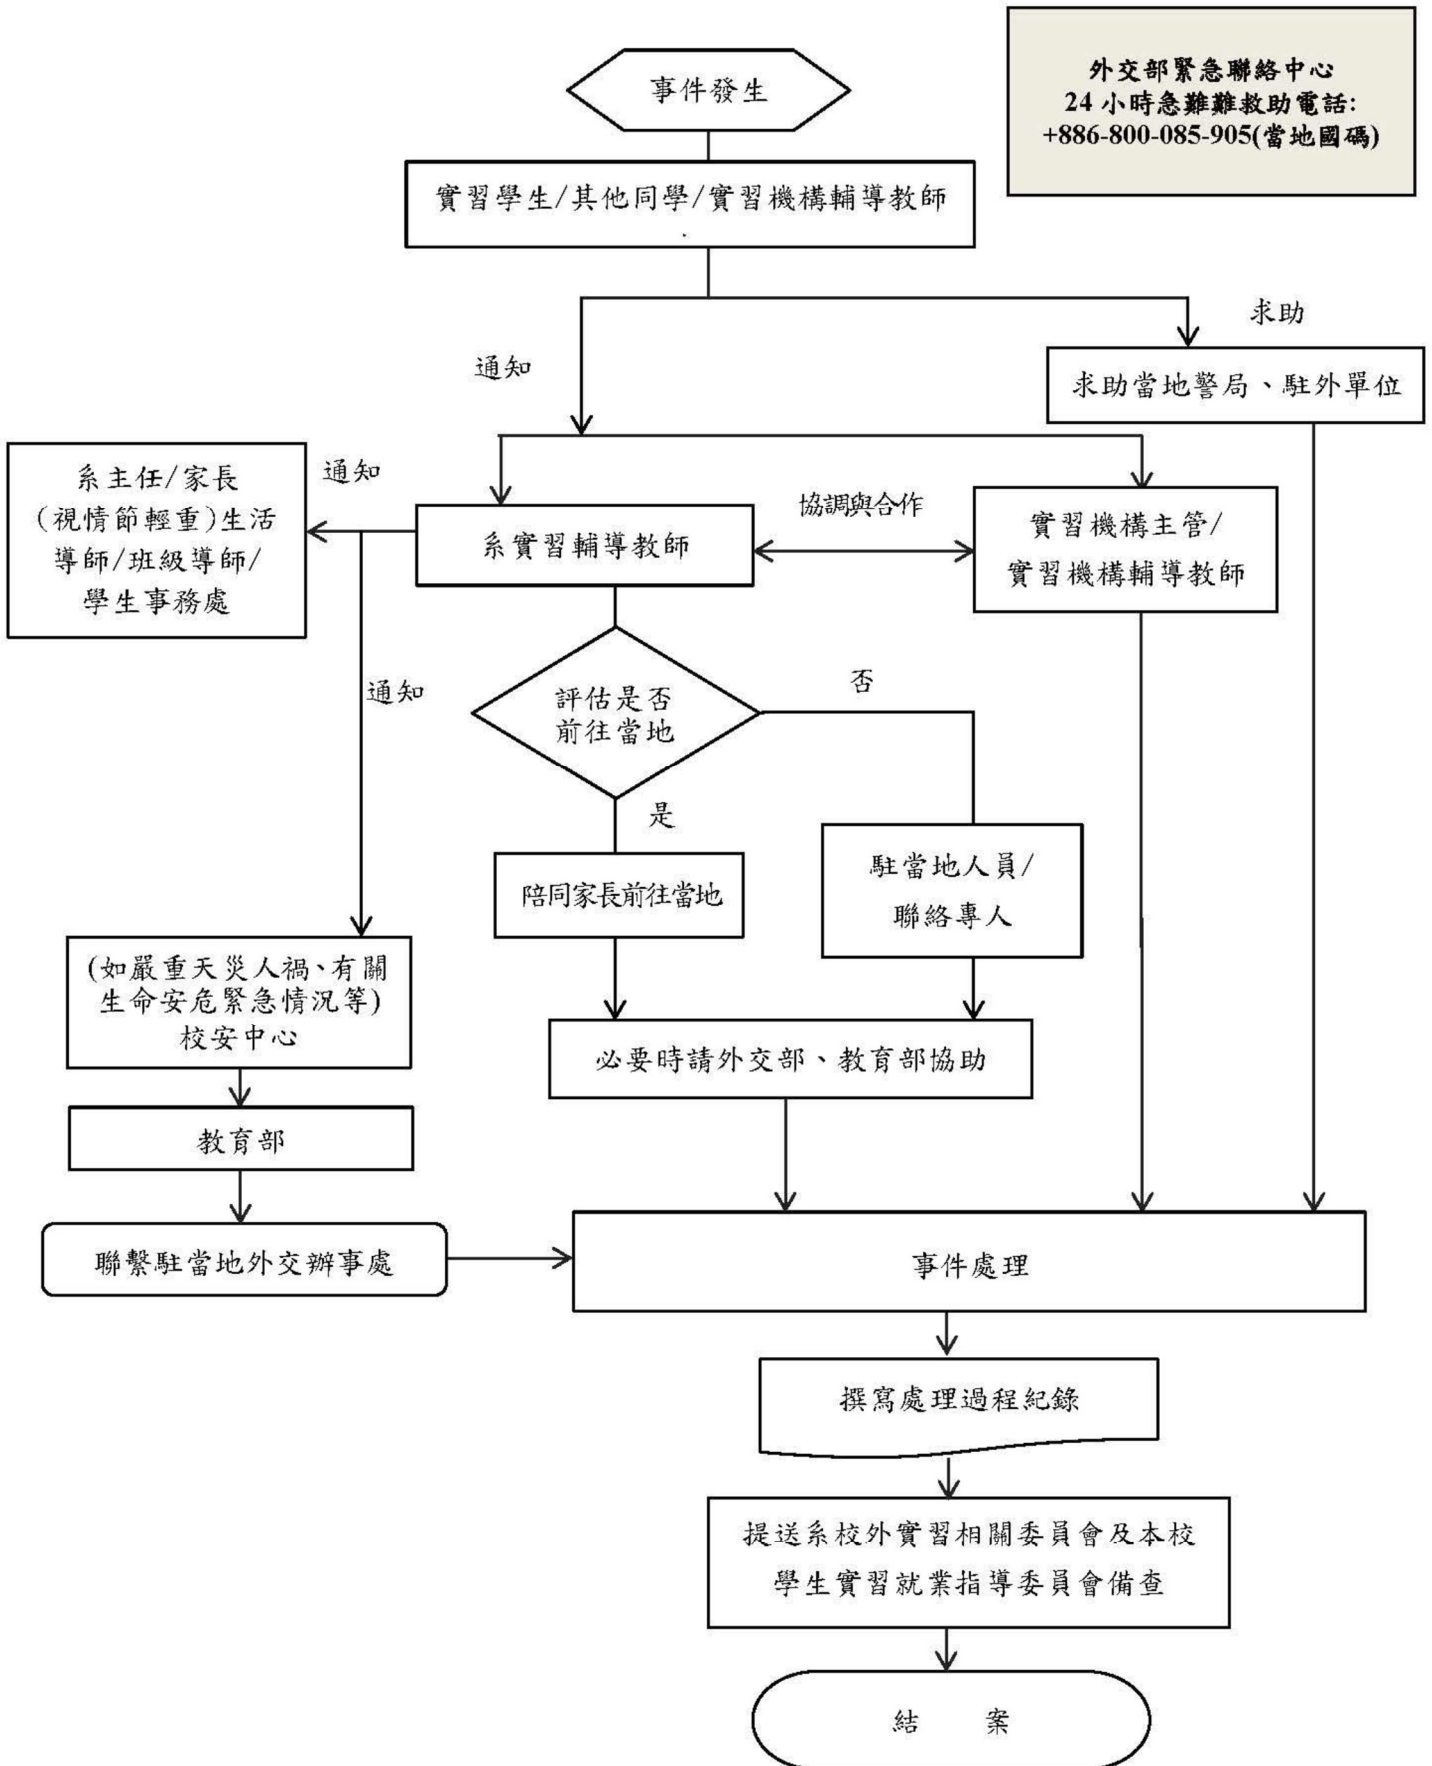 外交部緊急聯絡中心
24 小時急難難救助電話:
+886-800-085-905(當地國碼)
事件發生
實習學生/其他同學/實習機構輔導教師
求助
通知
求助當地警局、駐外單位
系主任/家長
(視情節輕重)生活
導師/班級導師/
學生事務處
通知
系實習輔導教師
協調與合作
實習機構主管/
實習機構輔導教師
通知
評估是否
前往當地
否
是
陪同家長前往當地
駐當地人員/
聯絡專人
(如嚴重天災人禍、有關
生命安危緊急情況等)
校安中心
必要時請外交部、教育部協助
教育部
聯繫駐當地外交辦事處
事件處理
撰寫處理過程紀錄
提送系校外實習相關委員會及本校
學生實習就業指導委員會備查
結 案